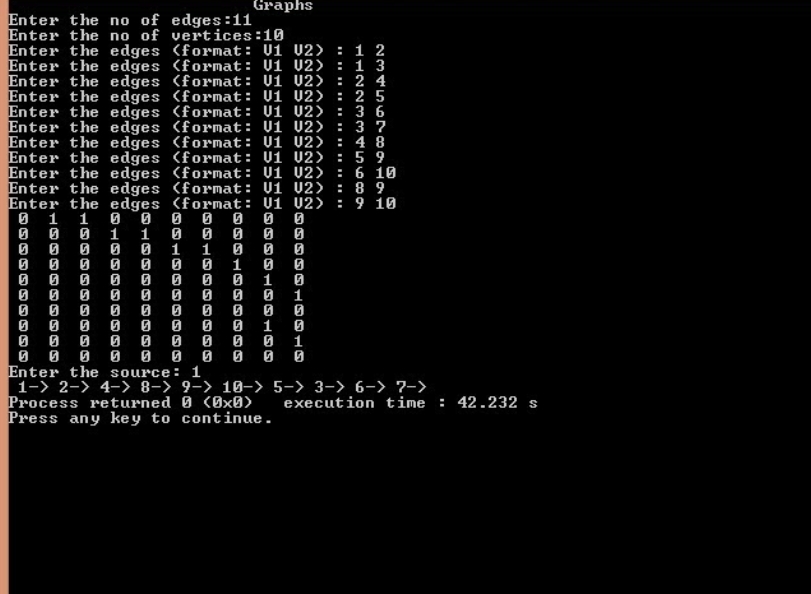 Graphs
Enter the no of edges:11
Enter the no of vertices:10
Enter the edges (format: V1 V2) : 1 2
Enter the edges (format: V1 V2) : 1 3
Enter the edges (format: V1 V2) : 2 4
Enter the edges (format: V1 V2) : 2 5
Enter the edges (format: V1 V2) : 3 6
Enter the edges (format: V1 V2) : 3 7
Enter the edges (format: V1 V2) : 4 8
Enter the edges (format: V1 V2) : 5 9
Enter the edges (format: V1 V2) : 6 10
Enter the edges (format: V1 V2) : 8 9
Enter the edges (format: V1 V2) : 9 10
0 1 1 0 0 0 0 0 0 0
0 0 0 1 1 0 0 0 0 0
0 0 0 0 0 1 1 0 0 0
0 0 0 0 0 0 0 1 0 0
0 0 0 0 0 0 0 0 1 0
0 0 0 0 0 0 0 0 0 1
0 0 0 0 0 0 0 0 0 0
0 0 0 0 0 0 0 0 1 0
0 0 0 0 0 0 0 0 0 1
0 0 0 0 0 0 0 0 0 0
Enter the source: 1
1-> 2-> 4-> 8-> 9-> 10-> 5-> 3-> 6-> 7->
Process returned 0 (0x0) execution time : 42.232 s
Press any key to continue.